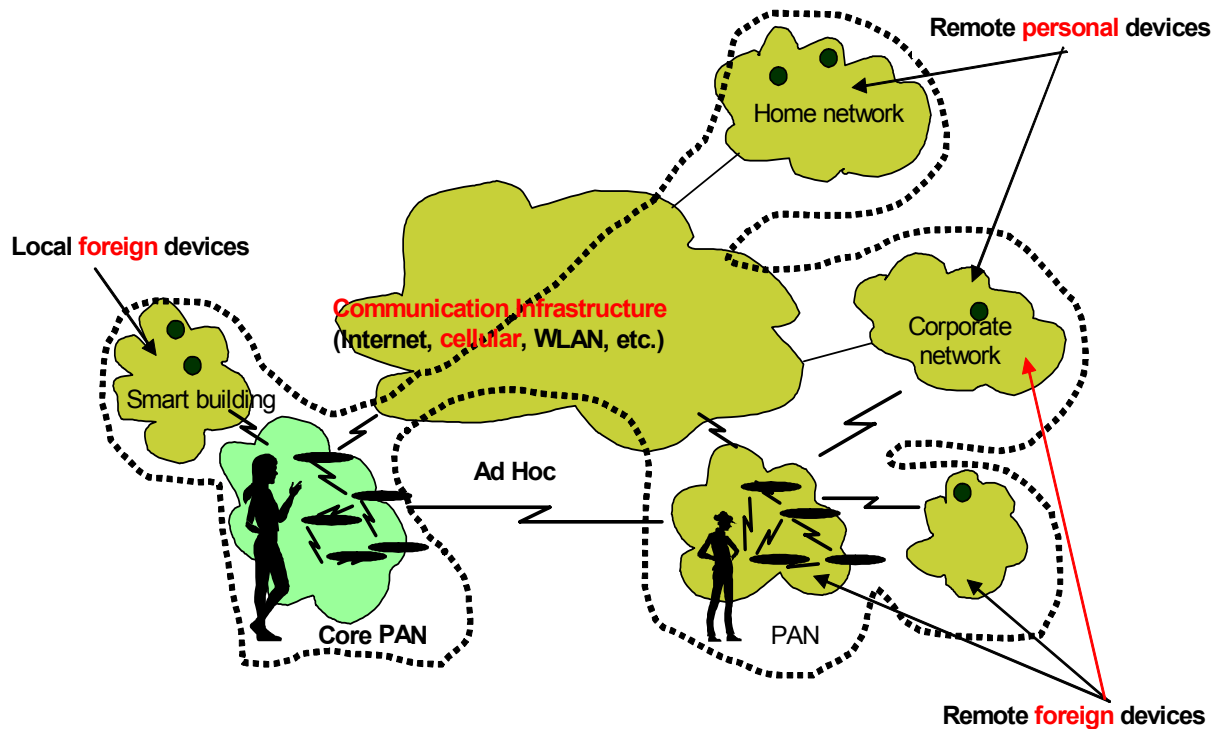 Remote personal devices
Home network
Local foreign devices
Communication Infrastructure
(Internet, cellular, WLAN, etc.)
Corporate
network
Smart building
Ad Hoc
Core PAN
PAN
Remote foreign devices